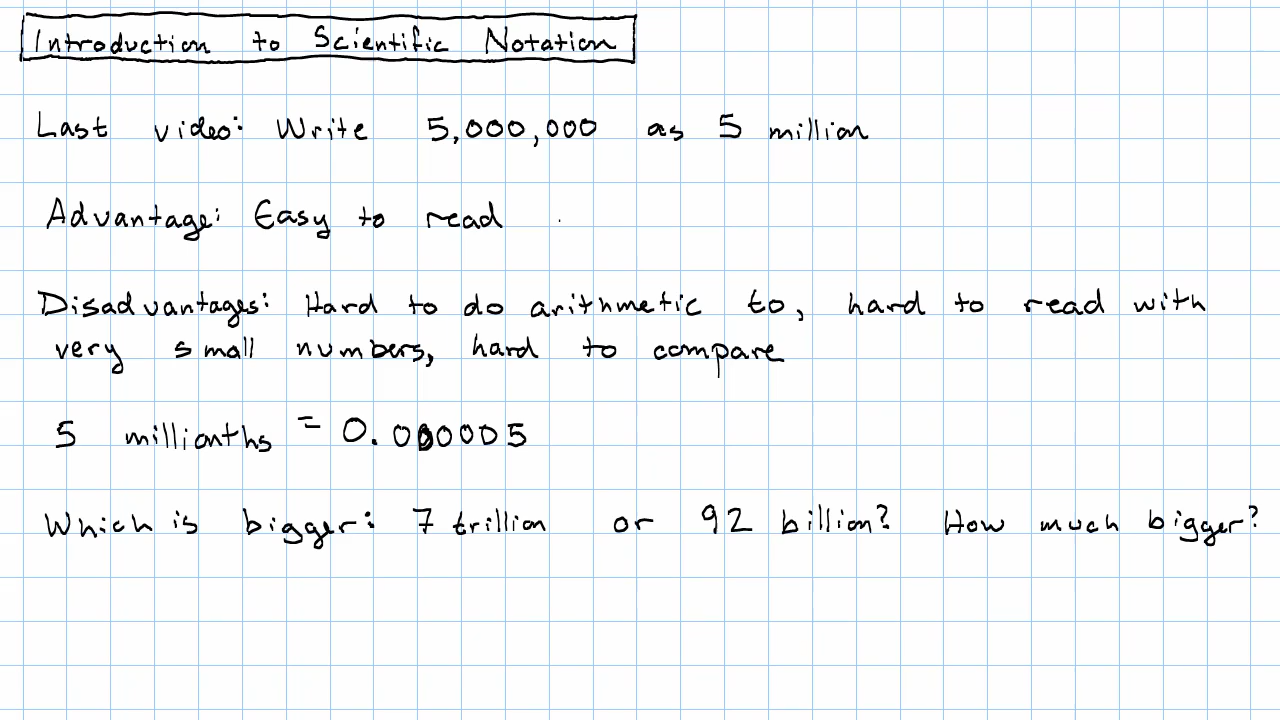 Introduction to Scientific Notation
Last video: Write 5,000,000 as 5 million
Advantage: Easy to read
Disadvantages: Hard to do arithmetic to, hard to read with
very small numbers, hard to compare
5 millionths = 0.000005
Which is bigger: 7 trillion or 92 billion? How much bigger?